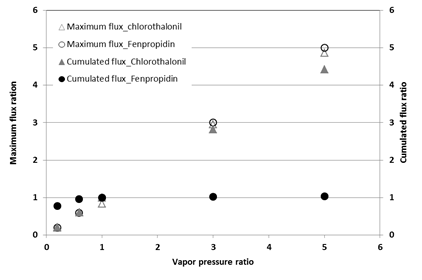 6
5
4
3
2
1
0
Maximum flux ration
Maximum flux_chlorothalonil
Maximum flux_Fenpropidin
Cumulated flux_Chlorothalonil
Cumulated flux_Fenpropidin
6
5
4
3
2
1
0
Cumulated flux ratio
0 1 2 3 4 5 6
Vapor pressure ratio